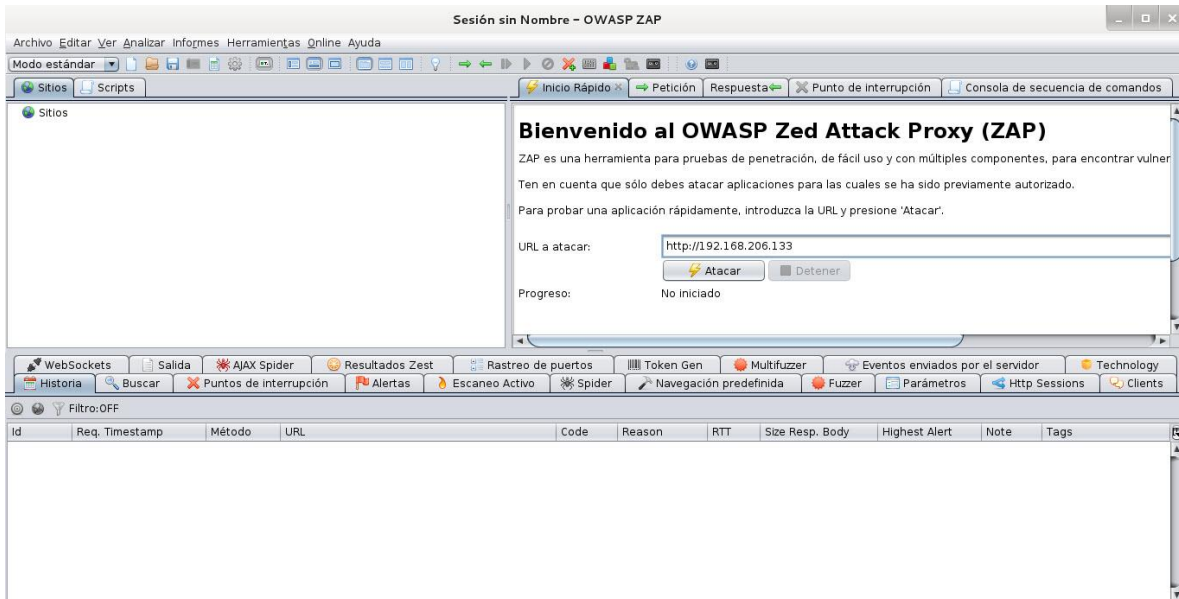 Sesión sin Nombre - OWASP ZAP
Archivo Editar Ver Analizar Informes Herramientas Online Ayuda
Modo estándar
Sitios Scripts
Inicio Rápido Petición Respuesta Punto de interrupción Consola de secuencia de comandos
Sitios
Bienvenido al OWASP Zed Attack Proxy (ZAP)
ZAP es una herramienta para pruebas de penetración, de fácil uso y con múltiples componentes, para encontrar vulner
Ten en cuenta que sólo debes atacar aplicaciones para las cuales se ha sido previamente autorizado.
Para probar una aplicación rápidamente, introduzca la URL y presione 'Atacar'.
URL a atacar: http://192.168.206.133
Atacar Detener
Progreso: No iniciado
WebSockets Salida AJAX Spider Resultados Zest Rastreo de puertos Token Gen Multifuzzer Eventos enviados por el servidor Technology
Historia Buscar Puntos de interrupción Alertas Escaneo Activo Spider Navegación predefinida Fuzzer Parámetros Http Sessions Clients
Filtro:OFF
Id Req. Timestamp Método URL Code Reason RTT Size Resp. Body Highest Alert Note Tags